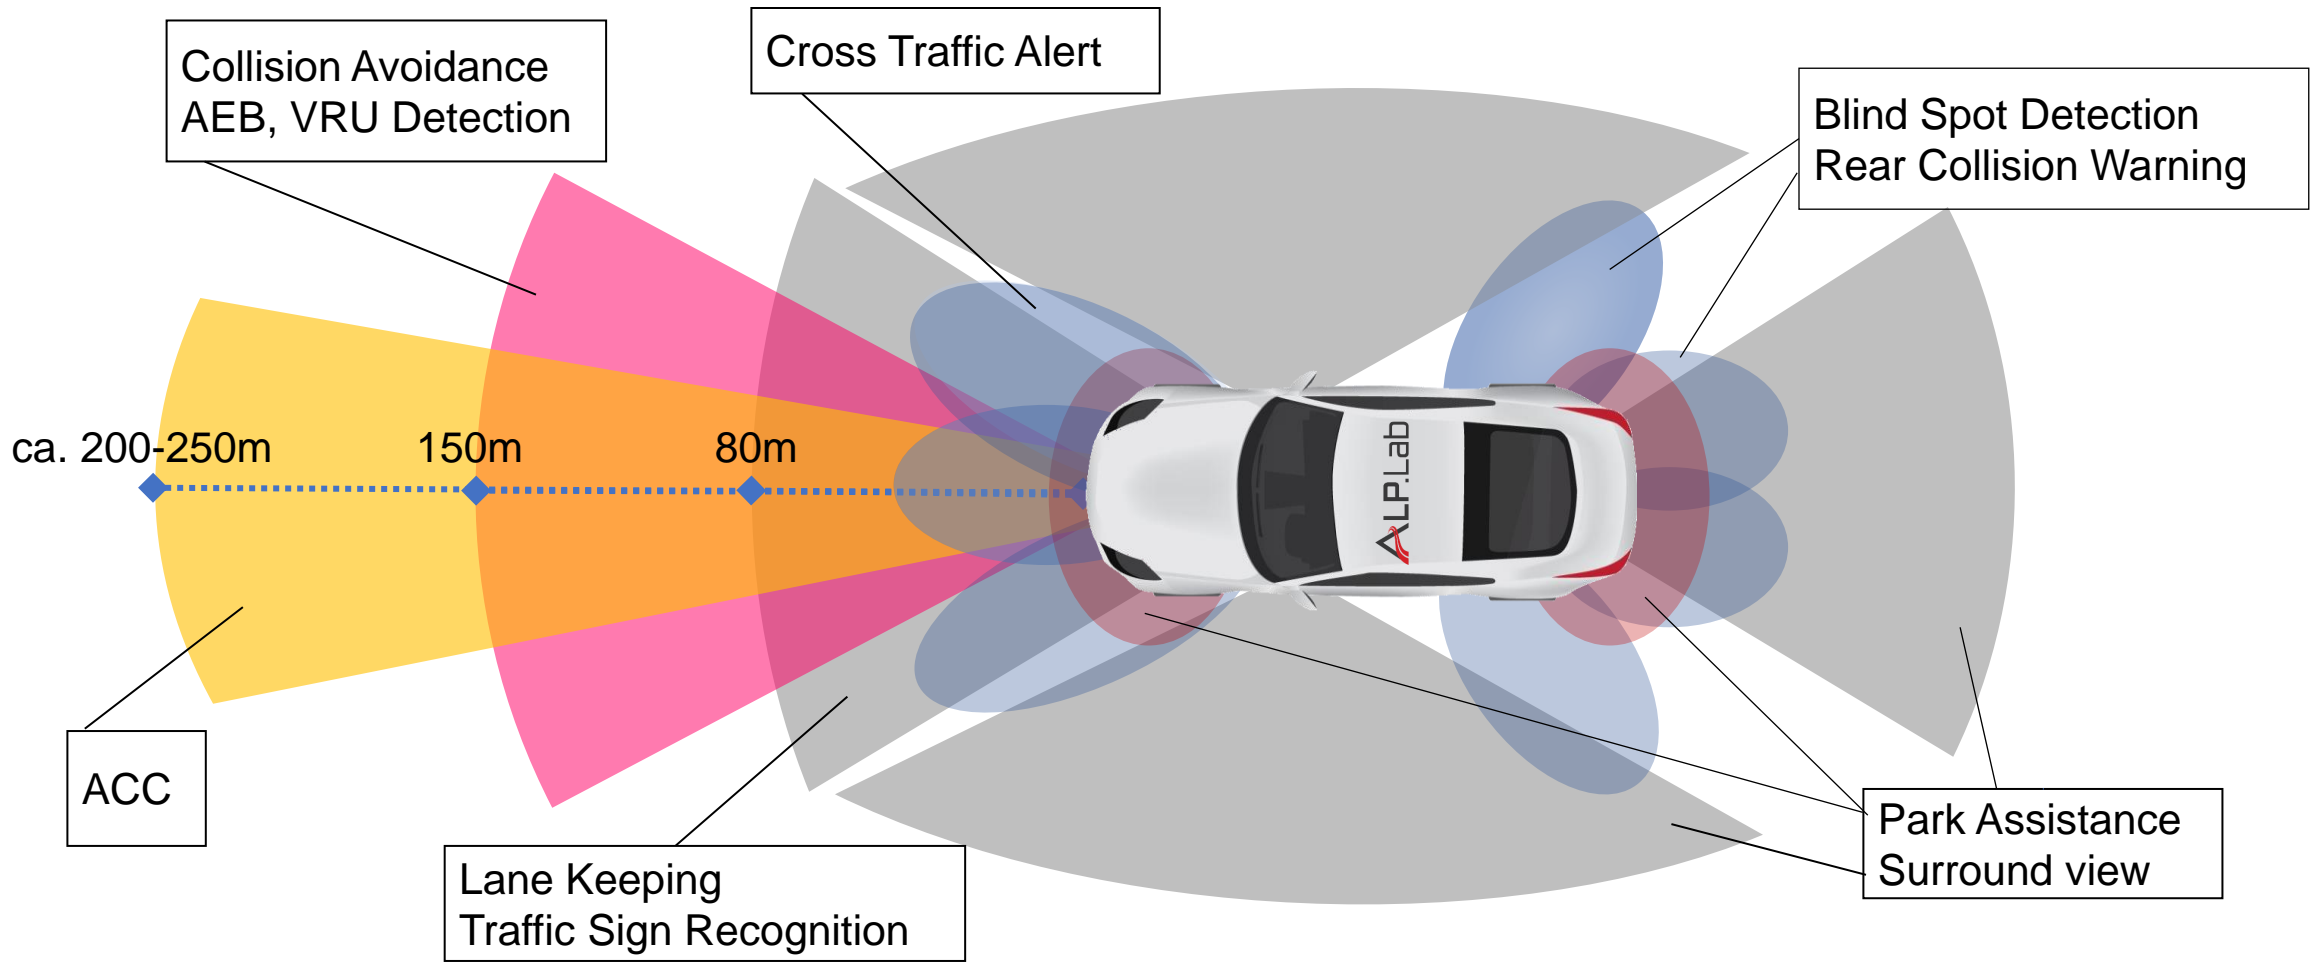 Collision Avoidance
AEB, VRU Detection
Cross Traffic Alert
Blind Spot Detection
Rear Collision Warning
ca. 200-250m
150m
80m
ALP.Lab
ACC
Lane Keeping
Traffic Sign Recognition
Park Assistance
Surround view